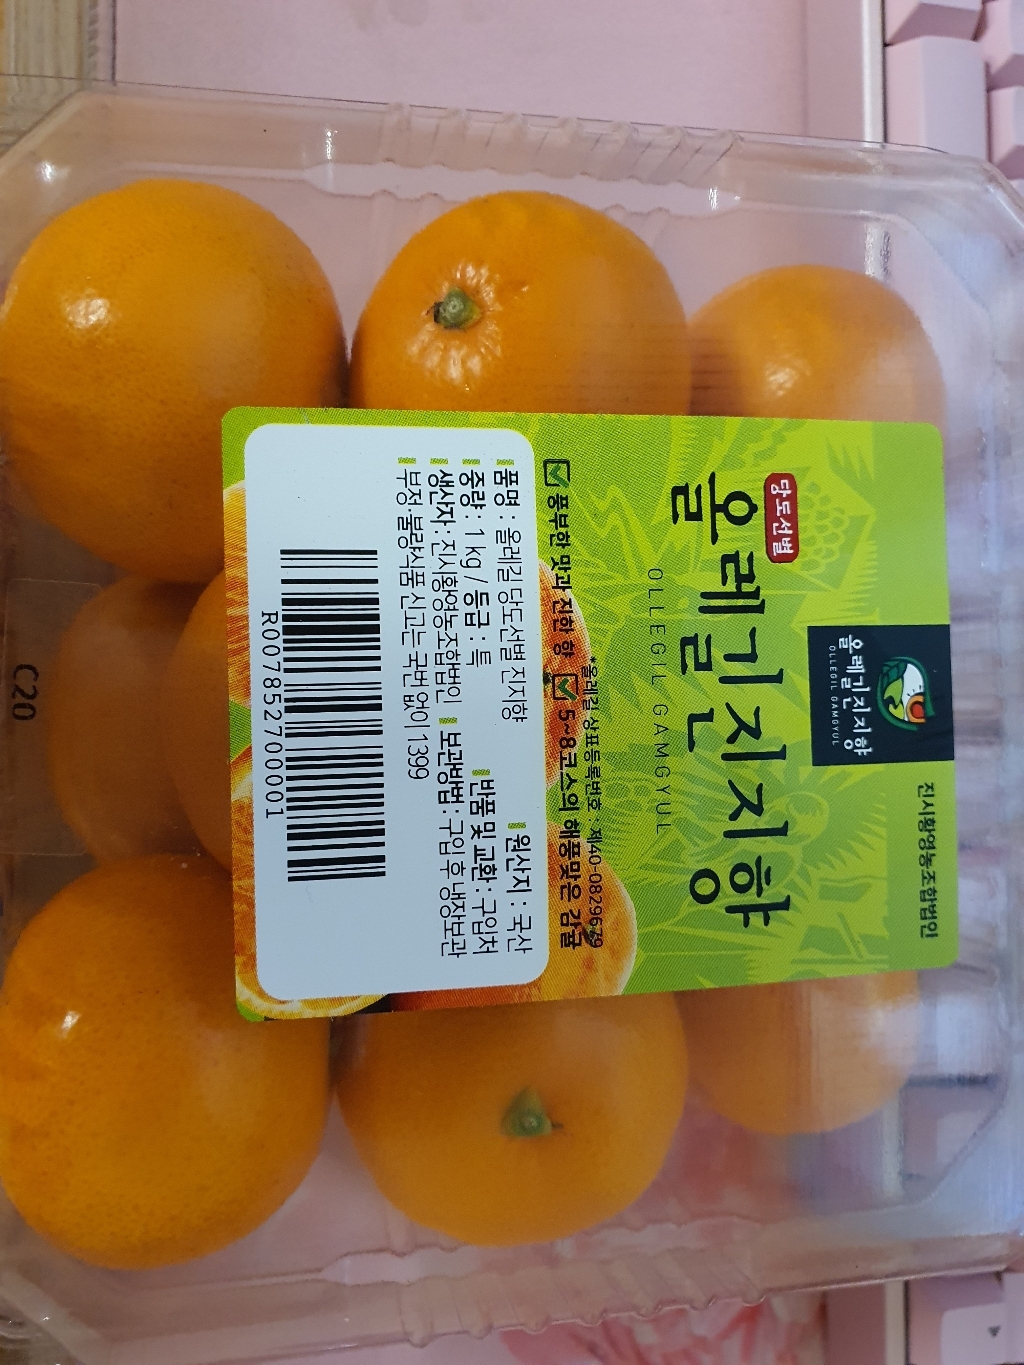 진시황영농조합법인
올레길진지향
OLLEGIL GAMGYUL
당도선별
올레길진지향
OLLEGIL GAMGYUL
*올레길 상표등록번호 : 제40-0829679
풍부한 맛과 진한 향 5~8코스의 해풍맞은 감귤
품명 : 올레길 당도선별 진지향 원산지 : 국산
중량 : 1 kg / 등급 : 특 반품 및 교환 : 구입처
생산자 : 진시황영농조합법인 보관방법 : 구입 후 냉장보관
부정·불량식품 신고는 국번 없이 1399
R007852700001
C20